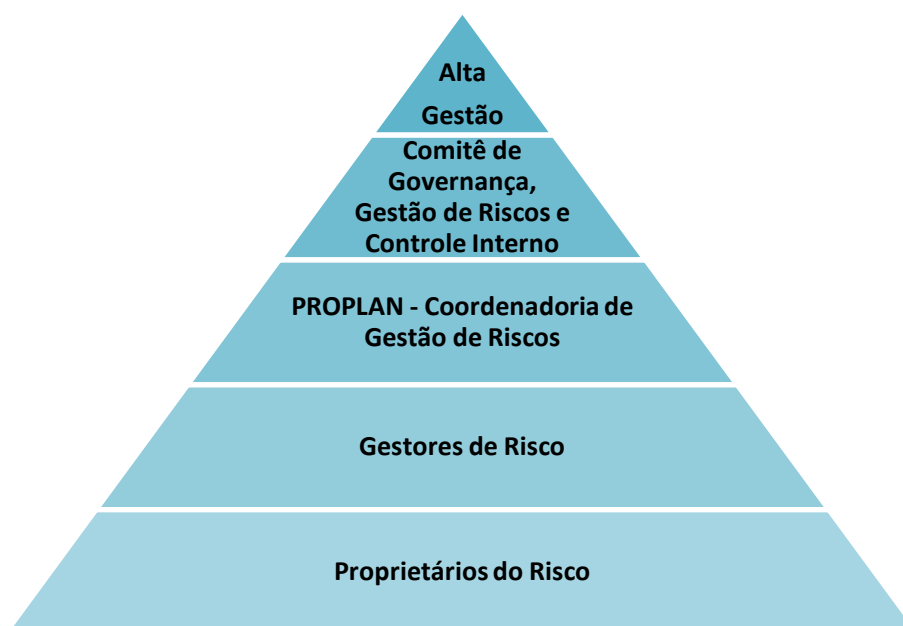 Alta
Gestão
Comitê de
Governança,
Gestão de Riscos e
Controle Interno
PROPLAN - Coordenadoria de
Gestão de Riscos
Gestores de Risco
Proprietários do Risco